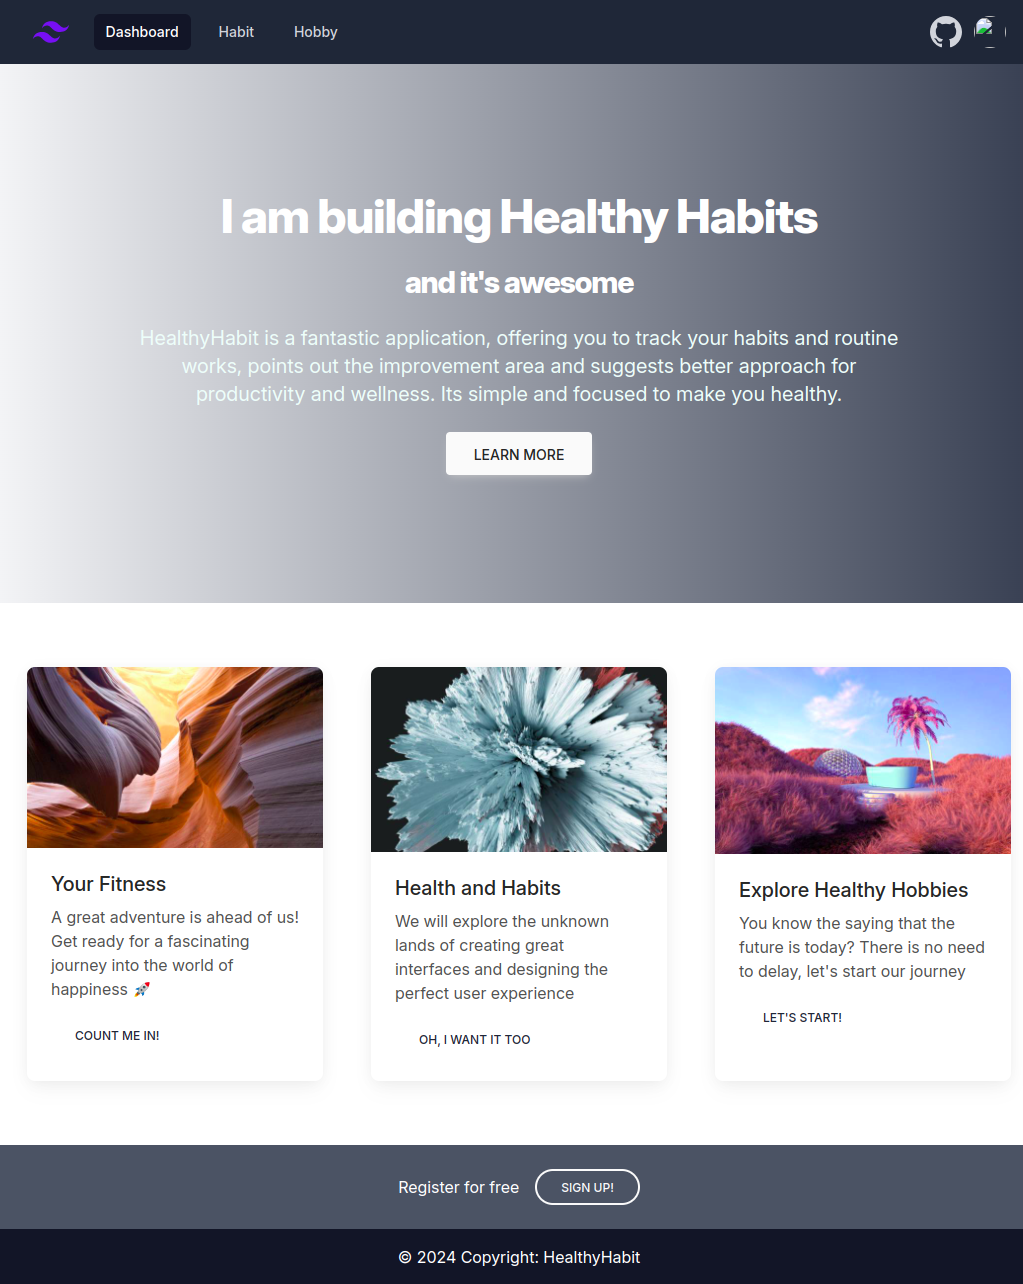 Dashboard
Habit
Hobby
I am building Healthy Habits
and it's awesome
HealthyHabit is a fantastic application, offering you to track your habits and routine
works, points out the improvement area and suggests better approach for
productivity and wellness. Its simple and focused to make you healthy.
LEARN MORE
Your Fitness
A great adventure is ahead of us!
Get ready for a fascinating
journey into the world of
happiness 🚀
COUNT ME IN!
Health and Habits
We will explore the unknown
lands of creating great
interfaces and designing the
perfect user experience
OH, I WANT IT TOO
Explore Healthy Hobbies
You know the saying that the
future is today? There is no need
to delay, let's start our journey
LET'S START!
Register for free
SIGN UP!
© 2024 Copyright: HealthyHabit